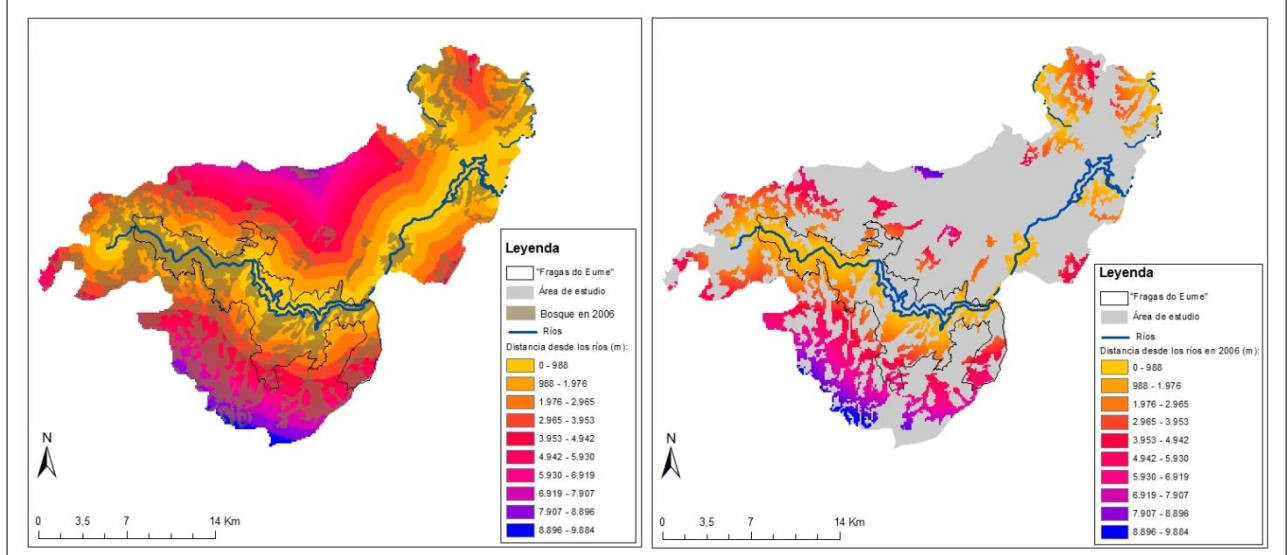 Leyenda
"Fragas do Eume"
Área de estudio
Bosque en 2006
Ríos
Distancia desde los ríos (m):
0 - 988
988 - 1.976
1.976 - 2.965
2.965 - 3.953
3.953 - 4.942
4.942 - 5.930
5.930 - 6.919
6.919 - 7.907
7.907 - 8.896
8.896 - 9.884
N
0 3,5 7 14 Km
Leyenda
"Fragas do Eume"
Área de estudio
Ríos
Distancia desde los ríos en 2006 (m):
0 - 988
988 - 1.976
1.976 - 2.965
2.965 - 3.953
3.953 - 4.942
4.942 - 5.930
5.930 - 6.919
6.919 - 7.907
7.907 - 8.896
8.896 - 9.884
N
0 3,5 7 14 Km